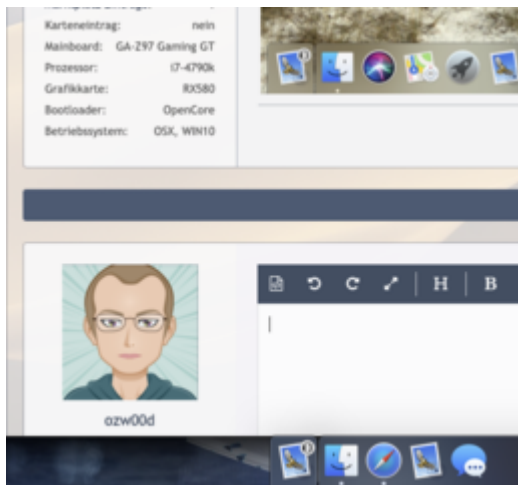 Karteneintrag: nein
Mainboard: GA-Z97 Gaming GT
Prozessor: i7-4790k
Grafikkarte: RX580
Bootloader: OpenCore
Betriebssystem: OSX, WIN10
H B
ozw00d